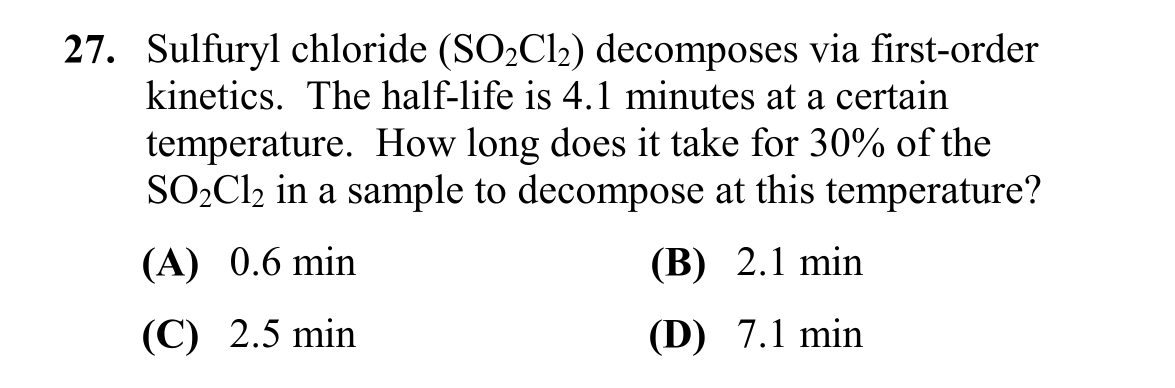 27. Sulfuryl chloride (SO₂Cl₂) decomposes via first-order
kinetics. The half-life is 4.1 minutes at a certain
temperature. How long does it take for 30% of the
SO₂Cl₂ in a sample to decompose at this temperature?
(A) 0.6 min (B) 2.1 min
(C) 2.5 min (D) 7.1 min